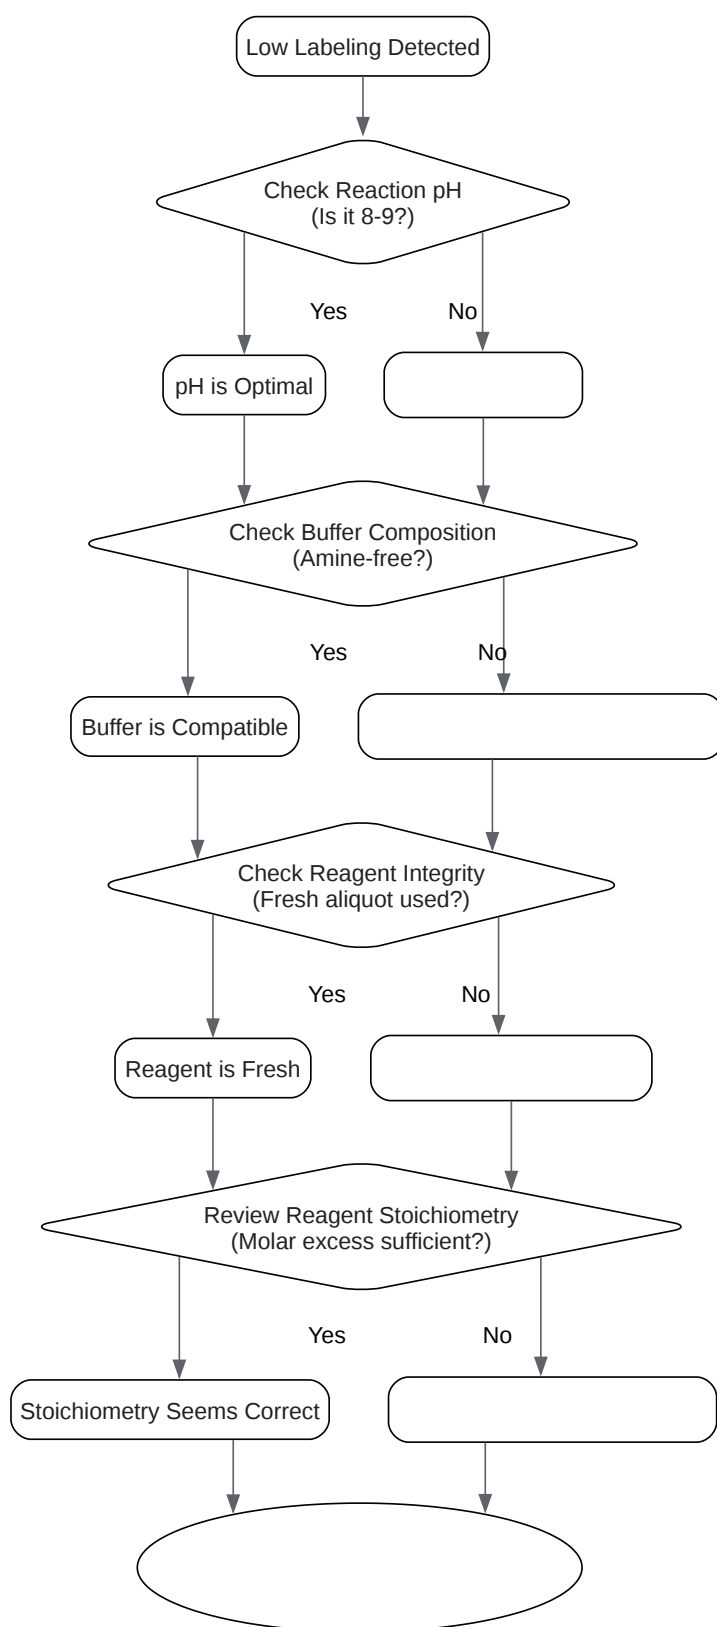 Low Labeling Detected
Check Reaction pH
(Is it 8-9?)
Yes
No
pH is Optimal
Check Buffer Composition
(Amine-free?)
Yes
No
Buffer is Compatible
Check Reagent Integrity
(Fresh aliquot used?)
Yes
No
Reagent is Fresh
Review Reagent Stoichiometry
(Molar excess sufficient?)
Yes
No
Stoichiometry Seems Correct